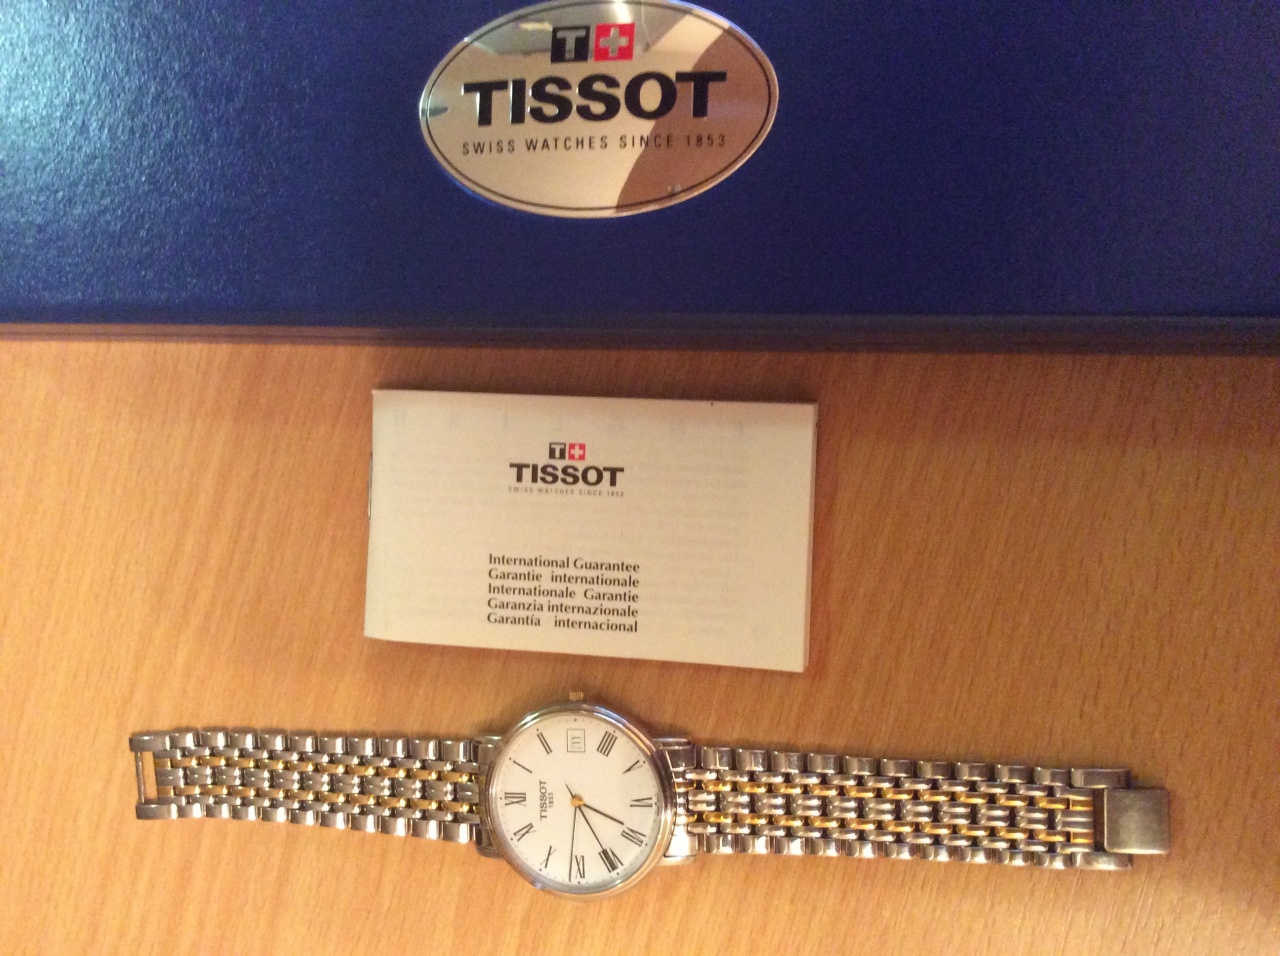 T+
TISSOT
SWISS WATCHES SINCE 1853
T+
TISSOT
SWISS WATCHES SINCE 1853
International Guarantee
Garantie internationale
Internationale Garantie
Garanzia internazionale
Garantía internacional
TISSOT
1853